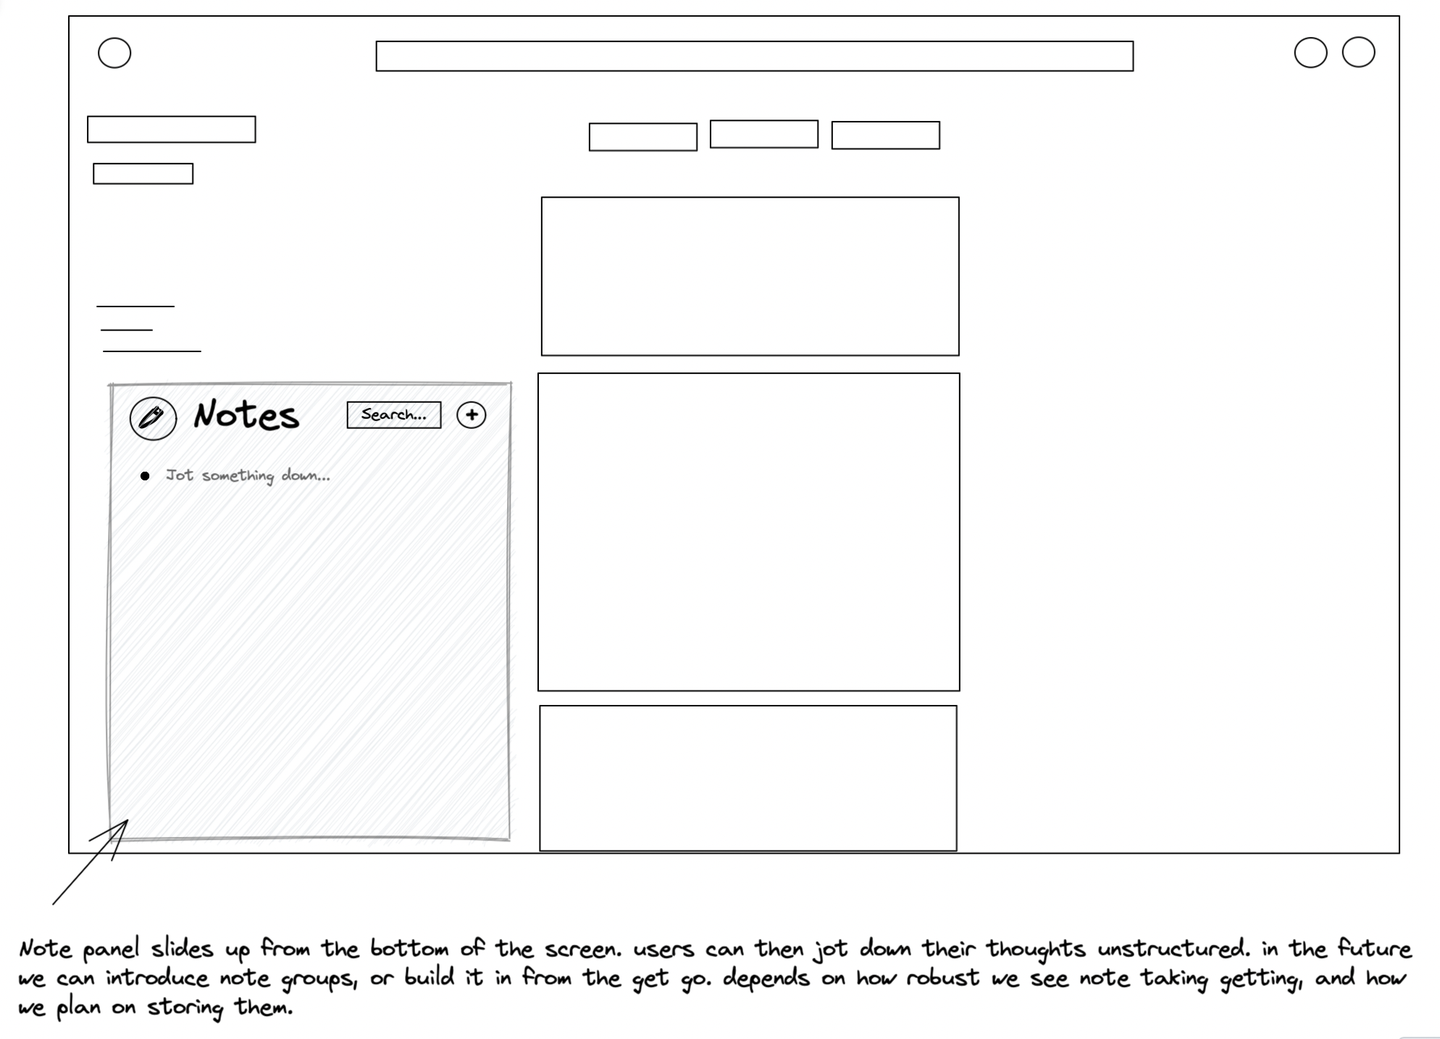 Notes
Search...
+
Jot something down...
Note panel slides up from the bottom of the screen. users can then jot down their thoughts unstructured. in the future
we can introduce note groups, or build it in from the get go. depends on how robust we see note taking getting, and how
we plan on storing them.